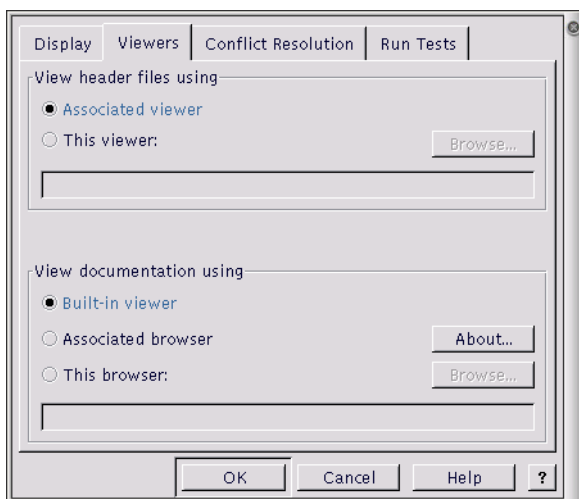 Display Viewers Conflict Resolution Run Tests
View header files using
Associated viewer
This viewer:
Browse...
View documentation using
Built-in viewer
Associated browser
About...
This browser:
Browse...
OK Cancel Help ?